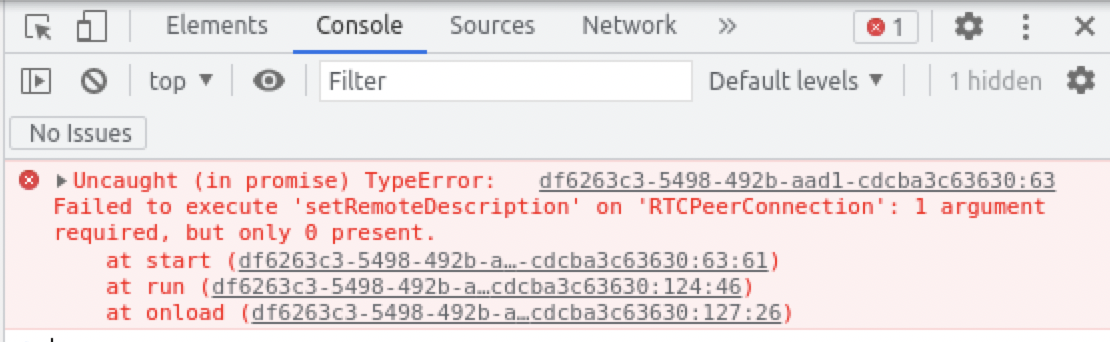 Elements Console Sources Network » 1
top ▼ Filter Default levels ▼ 1 hidden
No Issues
▶Uncaught (in promise) TypeError: df6263c3-5498-492b-aad1-cdcba3c63630:63
Failed to execute 'setRemoteDescription' on 'RTCPeerConnection': 1 argument
required, but only 0 present.
at start (df6263c3-5498-492b-a…-cdcba3c63630:63:61)
at run (df6263c3-5498-492b-a…cdcba3c63630:124:46)
at onload (df6263c3-5498-492b-a…cdcba3c63630:127:26)